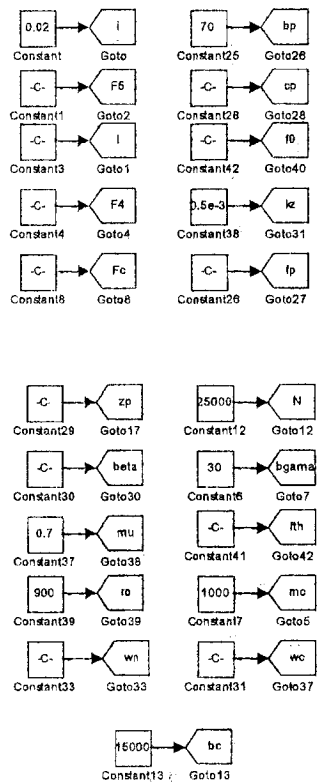 0.02 i 70 bp
Constant Goto Constant25 Goto26
-C- F5 -C- cp
Constant1 Goto2 Constant28 Goto28
-C- l -C- f0
Constant3 Goto1 Constant42 Goto40
-C- F4 0.5e-3 kz
Constant4 Goto4 Constant38 Goto31
-C- Fc -C- fp
Constant8 Goto8 Constant26 Goto27
-C- zp 25000 N
Constant29 Goto17 Constant12 Goto12
-C- beta 30 bgama
Constant30 Goto30 Constant6 Goto7
0.7 mu -C- fth
Constant37 Goto38 Constant41 Goto42
900 ro 1000 mc
Constant39 Goto39 Constant7 Goto5
-C- wn -C- wc
Constant33 Goto33 Constant31 Goto37
15000 bc
Constant13 Goto13